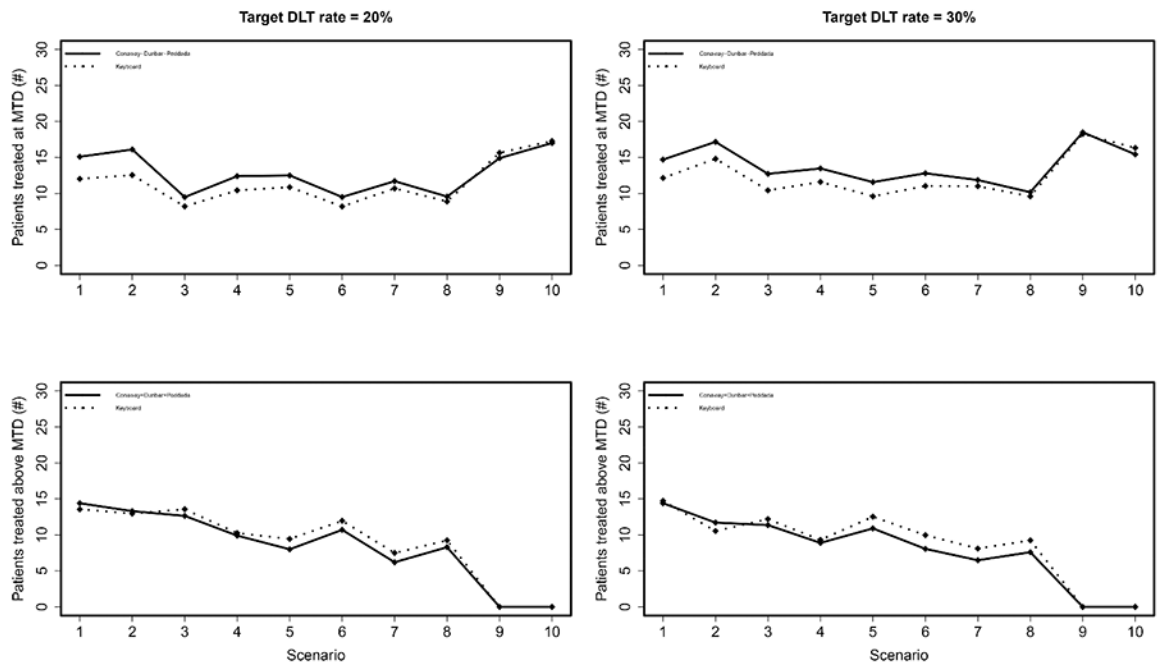 Target DLT rate = 20%
Patients treated at MTD (#)
30
25
20
15
10
5
0
Conaway-Dunbar-Peddada
Keyboard
1 2 3 4 5 6 7 8 9 10
Target DLT rate = 30%
Patients treated at MTD (#)
30
25
20
15
10
5
0
Conaway-Dunbar-Peddada
Keyboard
1 2 3 4 5 6 7 8 9 10
Patients treated above MTD (#)
30
25
20
15
10
5
0
Conaway-Dunbar-Peddada
Keyboard
1 2 3 4 5 6 7 8 9 10
Scenario
Patients treated above MTD (#)
30
25
20
15
10
5
0
Conaway-Dunbar-Peddada
Keyboard
1 2 3 4 5 6 7 8 9 10
Scenario